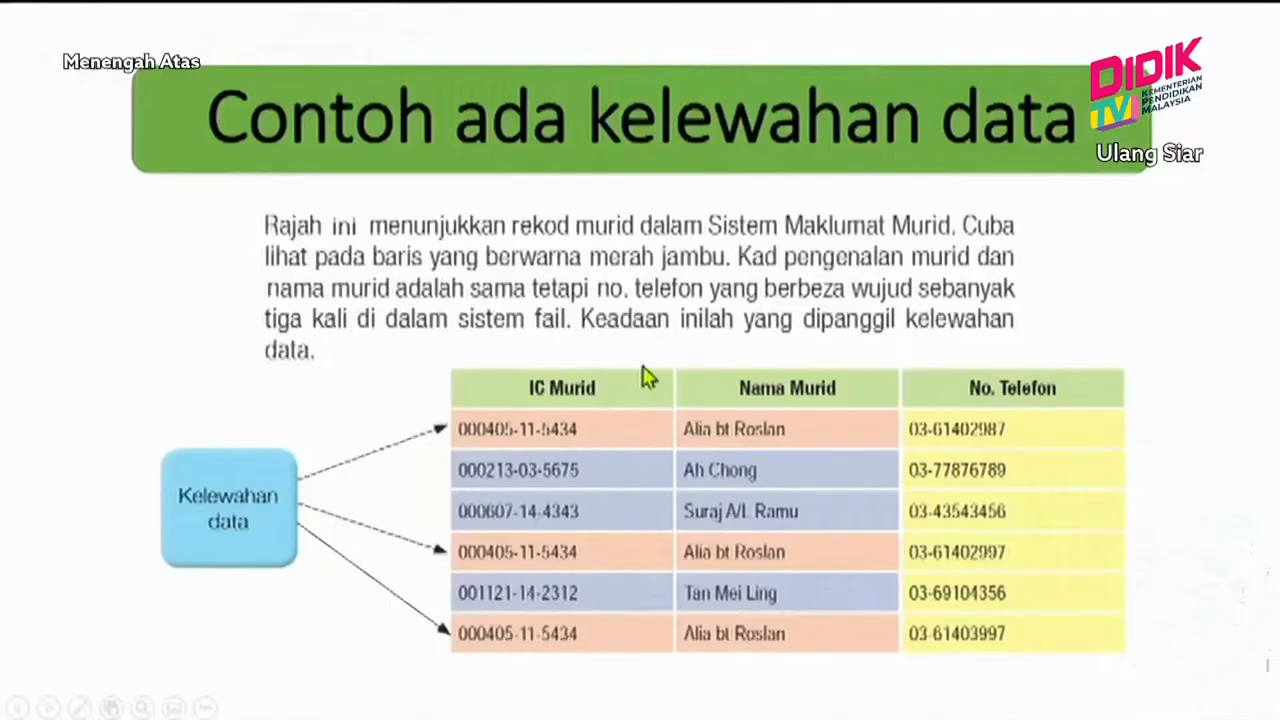 Menengah Atas
DIDIK
TV
KEMENTERIAN
PENDIDIKAN
MALAYSIA
Ulang Siar
Contoh ada kelewahan data
Rajah ini menunjukkan rekod murid dalam Sistem Maklumat Murid. Cuba
lihat pada baris yang berwarna merah jambu. Kad pengenalan murid dan
nama murid adalah sama tetapi no. telefon yang berbeza wujud sebanyak
tiga kali di dalam sistem fail. Keadaan inilah yang dipanggil kelewahan
data.
Kelewahan
data
IC Murid Nama Murid No. Telefon
000405-11-5434 Alia bt Roslan 03-61402987
000213-03-5675 Ah Chong 03-77876789
000607-14-4343 Suraj A/L Ramu 03-43543456
000405-11-5434 Alia bt Roslan 03-61402997
001121-14-2312 Tan Mei Ling 03-69104356
000405-11-5434 Alia bt Roslan 03-61403997